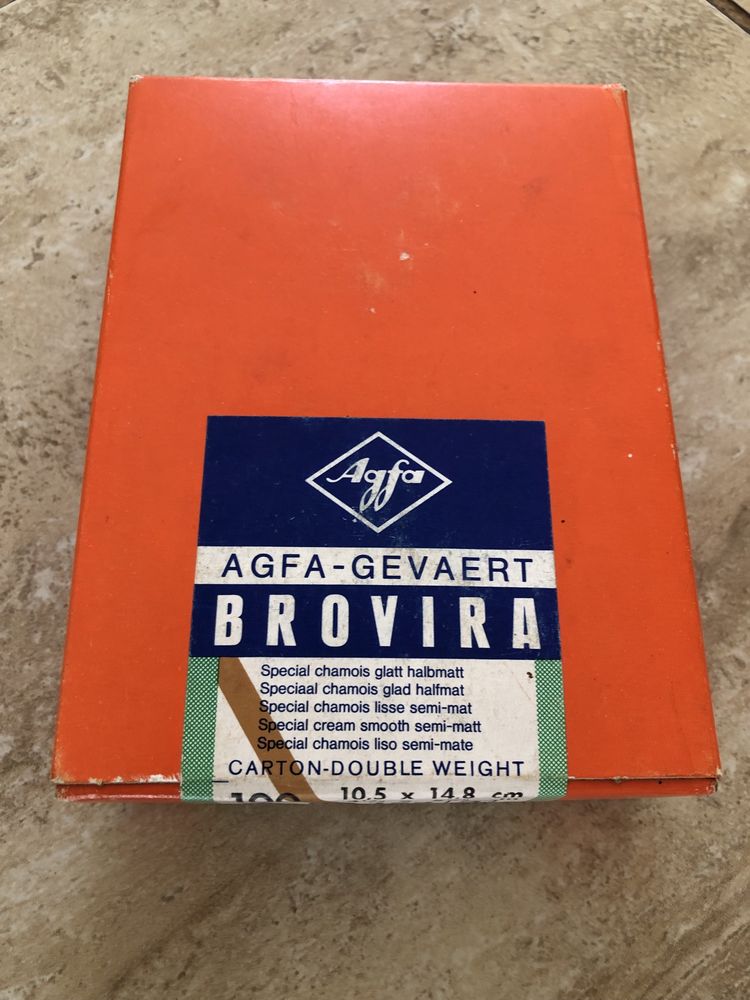 Agfa
AGFA-GEVAERT
BROVIRA
Special chamois glatt halbmatt
Speciaal chamois glad halfmat
Special chamois lisse semi-mat
Special cream smooth semi-matt
Special chamois liso semi-mate
CARTON-DOUBLE WEIGHT
100 10.5 x 14.8 cm